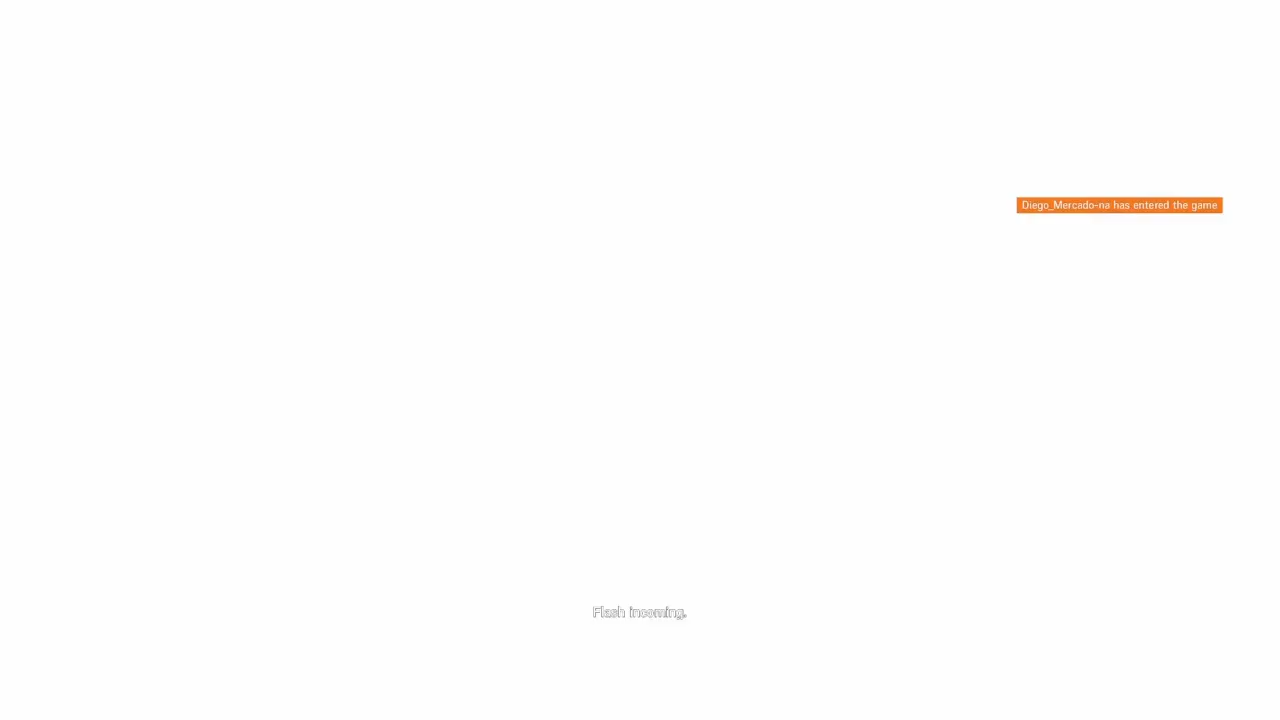 Diego_Mercado-na has entered the game
Flash incoming.